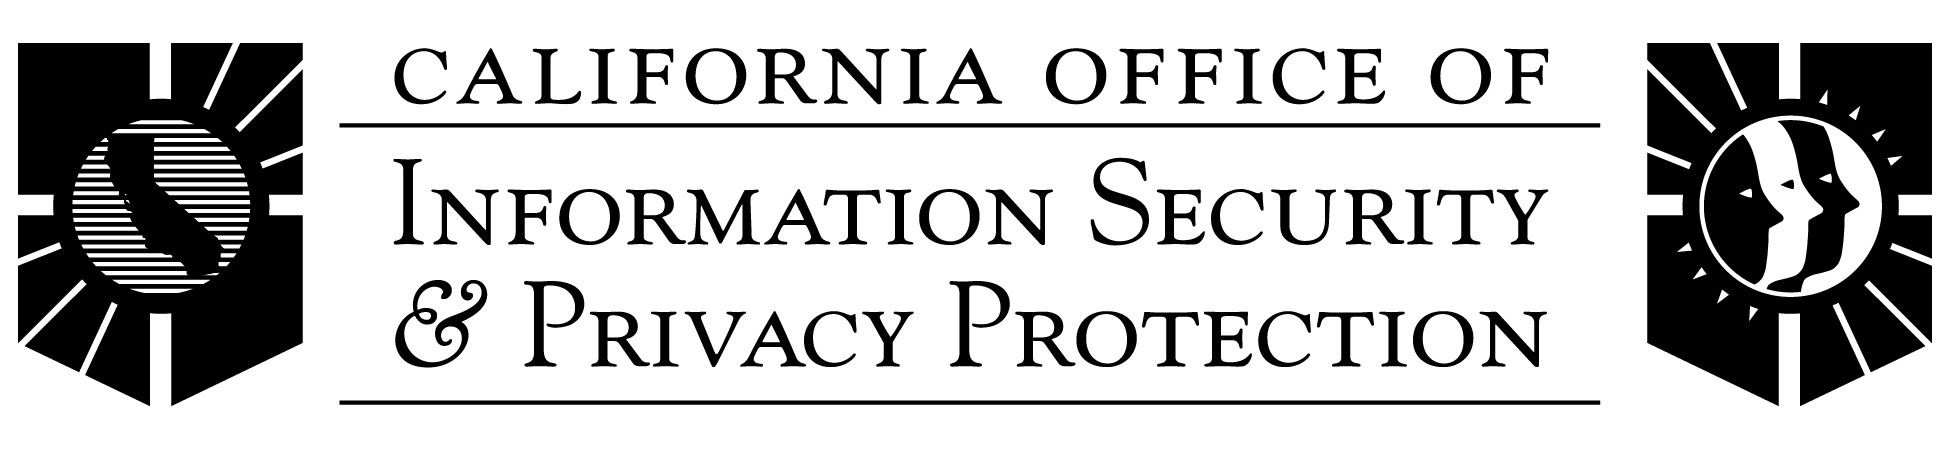 CALIFORNIA OFFICE OF
INFORMATION SECURITY
& PRIVACY PROTECTION